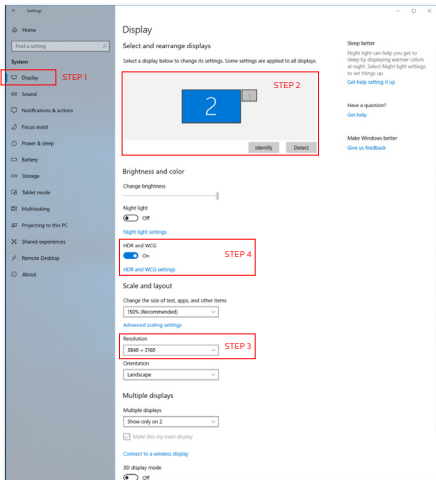 Settings
Home
Find a setting
System
Display
STEP 1
Sound
Notifications & actions
Focus assist
Power & sleep
Battery
Storage
Tablet mode
Multitasking
Projecting to this PC
Shared experiences
Remote Desktop
About
Display
Select and rearrange displays
Select a display below to change its settings. Some settings are applied to all displays.
STEP 2
2
1
Identify
Detect
Brightness and color
Change brightness
Night light
Off
Night light settings
HDR and WCG
On
STEP 4
HDR and WCG settings
Scale and layout
Change the size of text, apps, and other items
150% (Recommended)
Advanced scaling settings
Resolution
3840 × 2160
STEP 3
Orientation
Landscape
Multiple displays
Multiple displays
Show only on 2
Make this my main display
Connect to a wireless display
3D display mode
Off
Sleep better
Night light can help you get to
sleep by displaying warmer colors
at night. Select Night light settings
to set things up.
Get help setting it up
Have a question?
Get help
Make Windows better
Give us feedback